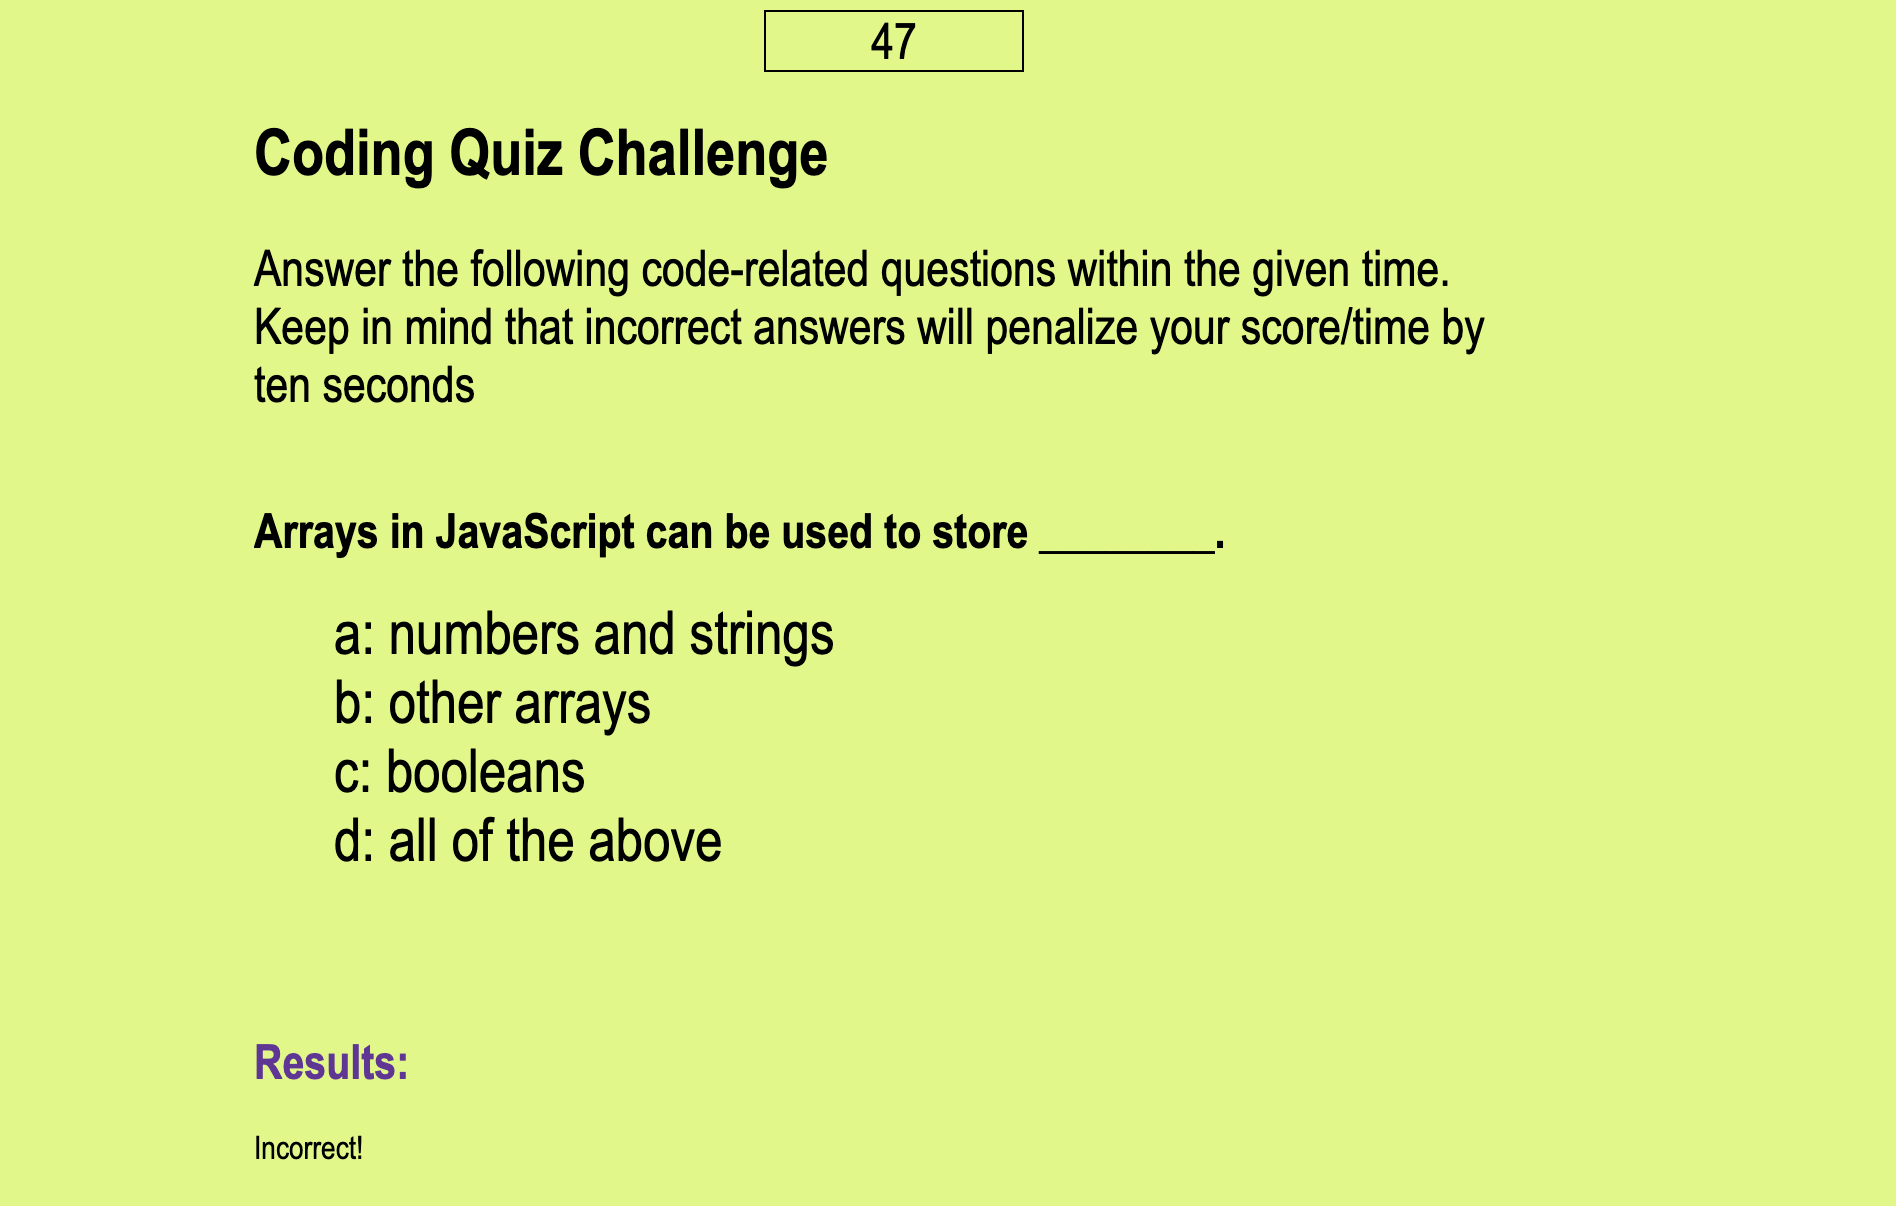 47
Coding Quiz Challenge
Answer the following code-related questions within the given time.
Keep in mind that incorrect answers will penalize your score/time by
ten seconds
Arrays in JavaScript can be used to store ________.
a: numbers and strings
b: other arrays
c: booleans
d: all of the above
Results:
Incorrect!